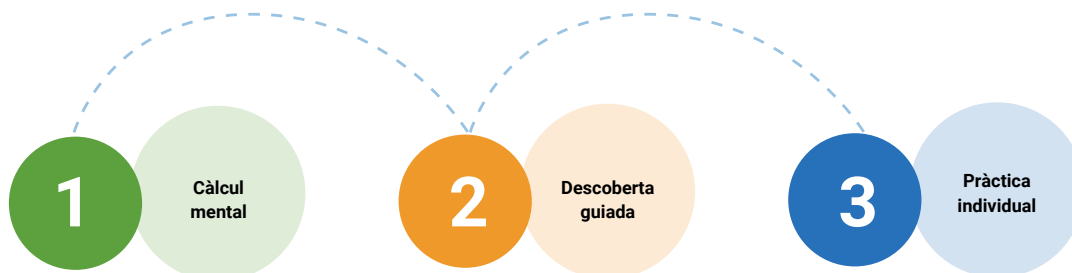 1
Càlcul
mental
2
Descoberta
guiada
3
Pràctica
individual